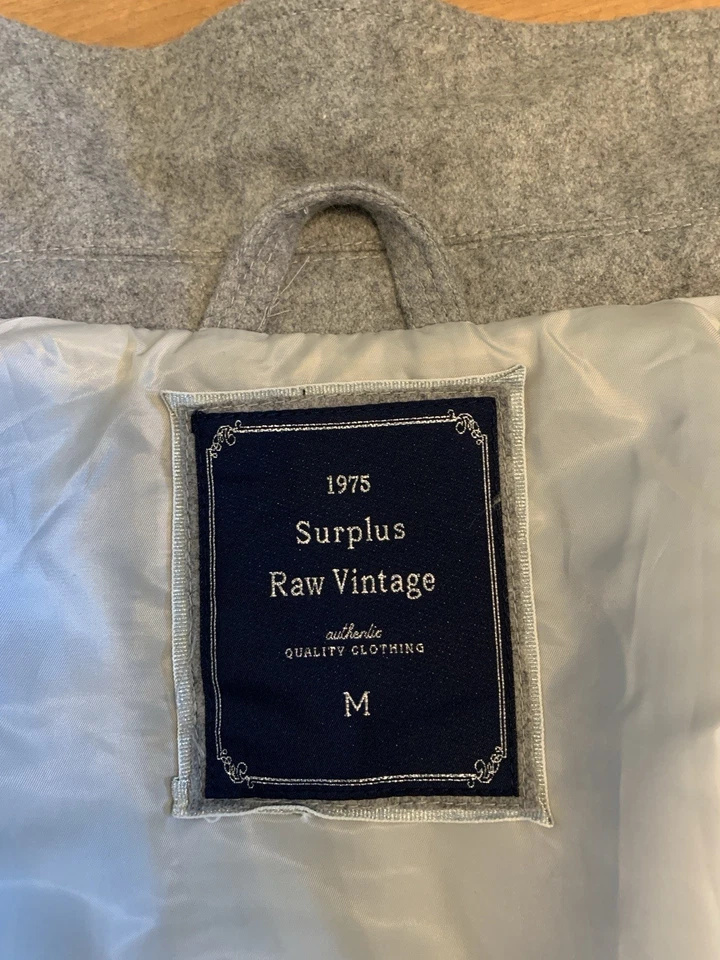 1975
Surplus
Raw Vintage
authentic
QUALITY CLOTHING
M